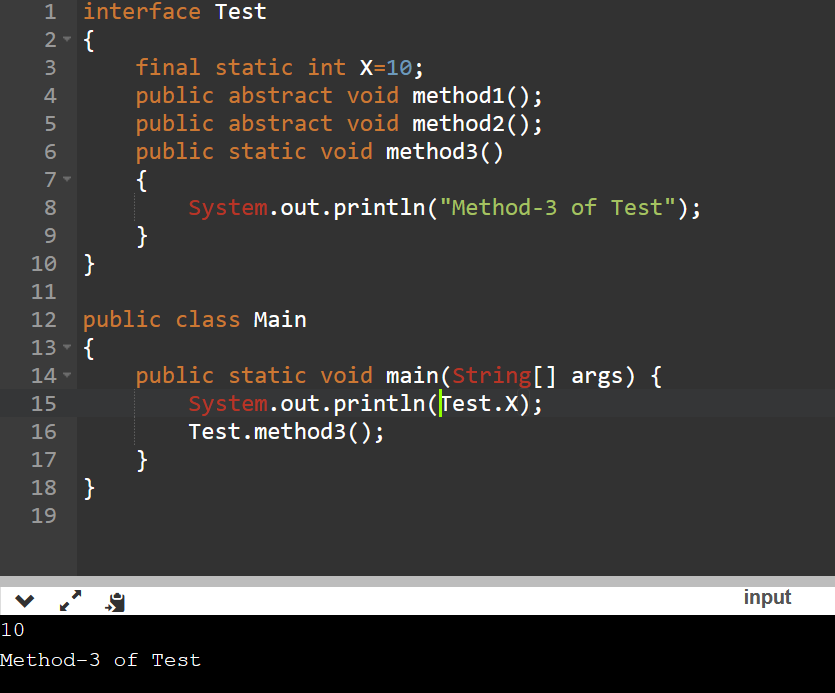 1 interface Test
2 {
3 final static int X=10;
4 public abstract void method1();
5 public abstract void method2();
6 public static void method3()
7 {
8 System.out.println("Method-3 of Test");
9 }
10 }
11
12 public class Main
13 {
14 public static void main(String[] args) {
15 System.out.println(Test.X);
16 Test.method3();
17 }
18 }
19
input
10
Method-3 of Test